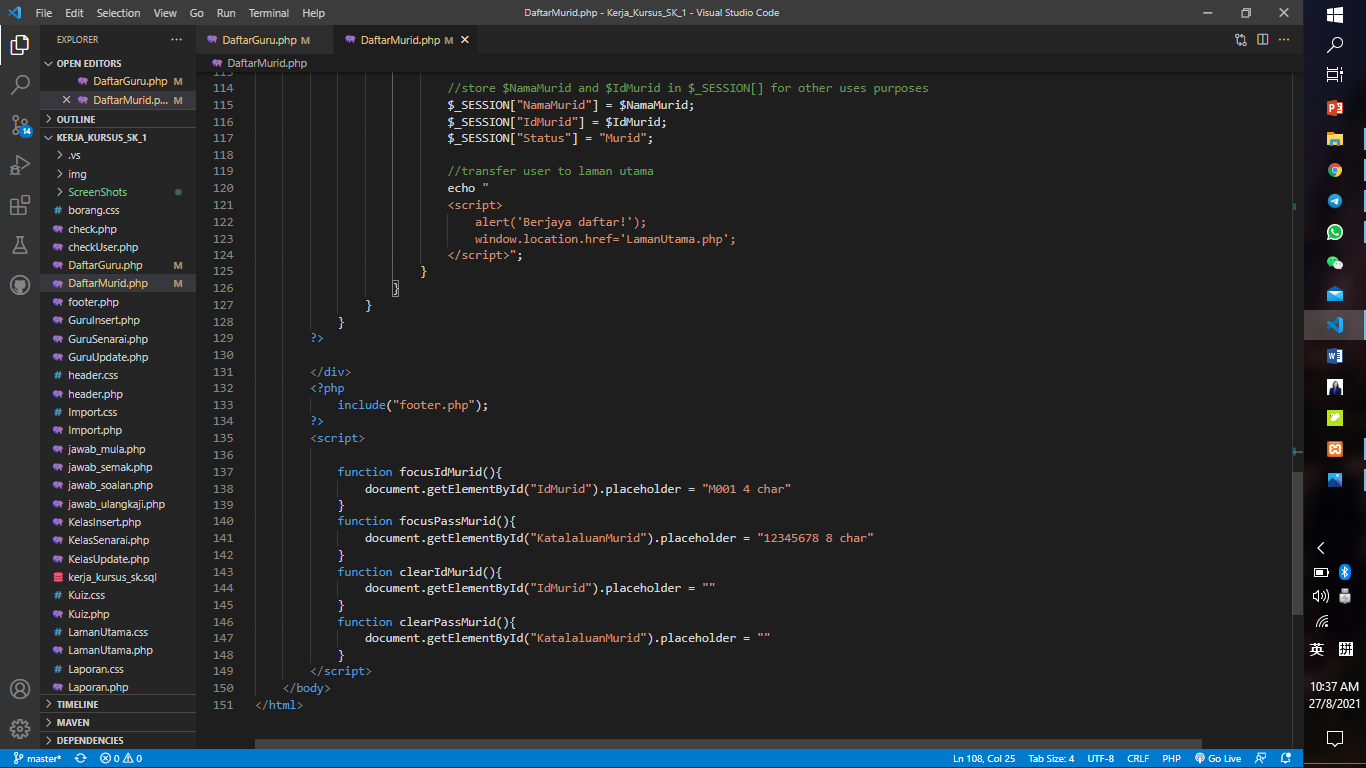 File Edit Selection View Go Run Terminal Help
DaftarMurid.php - Kerja_Kursus_SK_1 - Visual Studio Code
EXPLORER
OPEN EDITORS
DaftarGuru.php M
DaftarMurid.p... M
OUTLINE
KERJA_KURSUS_SK_1
.vs
img
ScreenShots
borang.css
check.php
checkUser.php
DaftarGuru.php M
DaftarMurid.php M
footer.php
GuruInsert.php
GuruSenarai.php
GuruUpdate.php
header.css
header.php
Import.css
Import.php
jawab_mula.php
jawab_semak.php
jawab_soalan.php
jawab_ulangkaji.php
KelasInsert.php
KelasSenarai.php
KelasUpdate.php
kerja_kursus_sk.sql
Kuiz.css
Kuiz.php
LamanUtama.css
LamanUtama.php
Laporan.css
Laporan.php
TIMELINE
MAVEN
DEPENDENCIES
14
DaftarGuru.php M
DaftarMurid.php M
DaftarMurid.php
113
114 //store $NamaMurid and $IdMurid in $_SESSION[] for other uses purposes
115 $_SESSION["NamaMurid"] = $NamaMurid;
116 $_SESSION["IdMurid"] = $IdMurid;
117 $_SESSION["Status"] = "Murid";
118
119 //transfer user to laman utama
120 echo "
121 <script>
122 alert('Berjaya daftar!');
123 window.location.href='LamanUtama.php';
124 </script>";
125 }
126 }
127 }
128 }
129 ?>
130
131 </div>
132 <?php
133 include("footer.php");
134 ?>
135 <script>
136
137 function focusIdMurid(){
138 document.getElementById("IdMurid").placeholder = "M001 4 char"
139 }
140 function focusPassMurid(){
141 document.getElementById("KatalaluanMurid").placeholder = "12345678 8 char"
142 }
143 function clearIdMurid(){
144 document.getElementById("IdMurid").placeholder = ""
145 }
146 function clearPassMurid(){
147 document.getElementById("KatalaluanMurid").placeholder = ""
148 }
149 </script>
150 </body>
151 </html>
master* 0 0
Ln 108, Col 25 Tab Size: 4 UTF-8 CRLF PHP Go Live
英
10:37 AM
27/8/2021